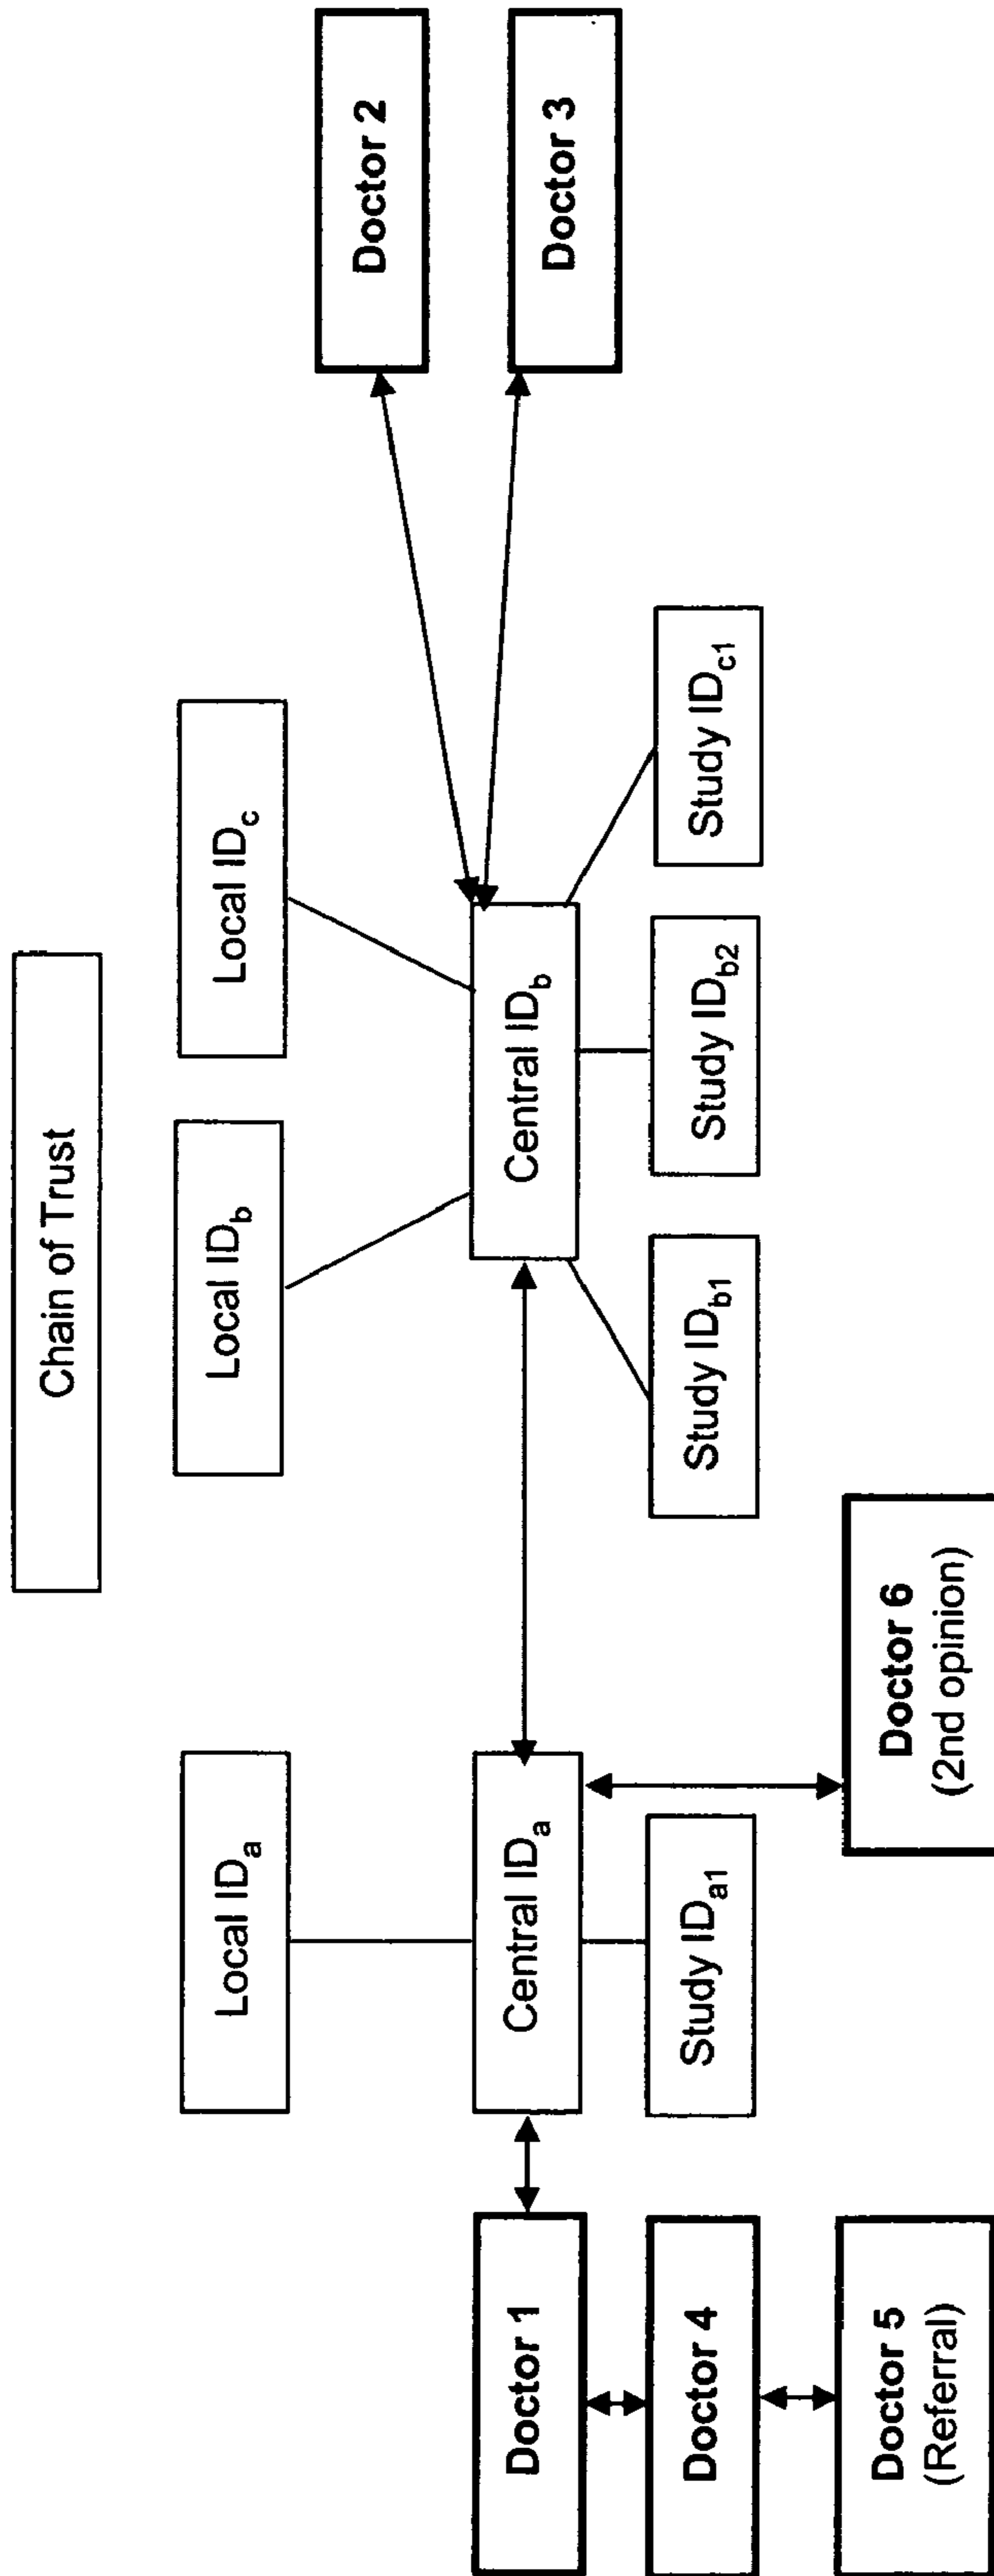 Chain of Trust
Local ID_a
Local ID_b
Local ID_c
Doctor 2
Doctor 1
Central ID_a
Central ID_b
Doctor 3
Doctor 4
Study ID_a1
Study ID_b1
Study ID_b2
Study ID_c1
Doctor 5
(Referral)
Doctor 6
(2nd opinion)